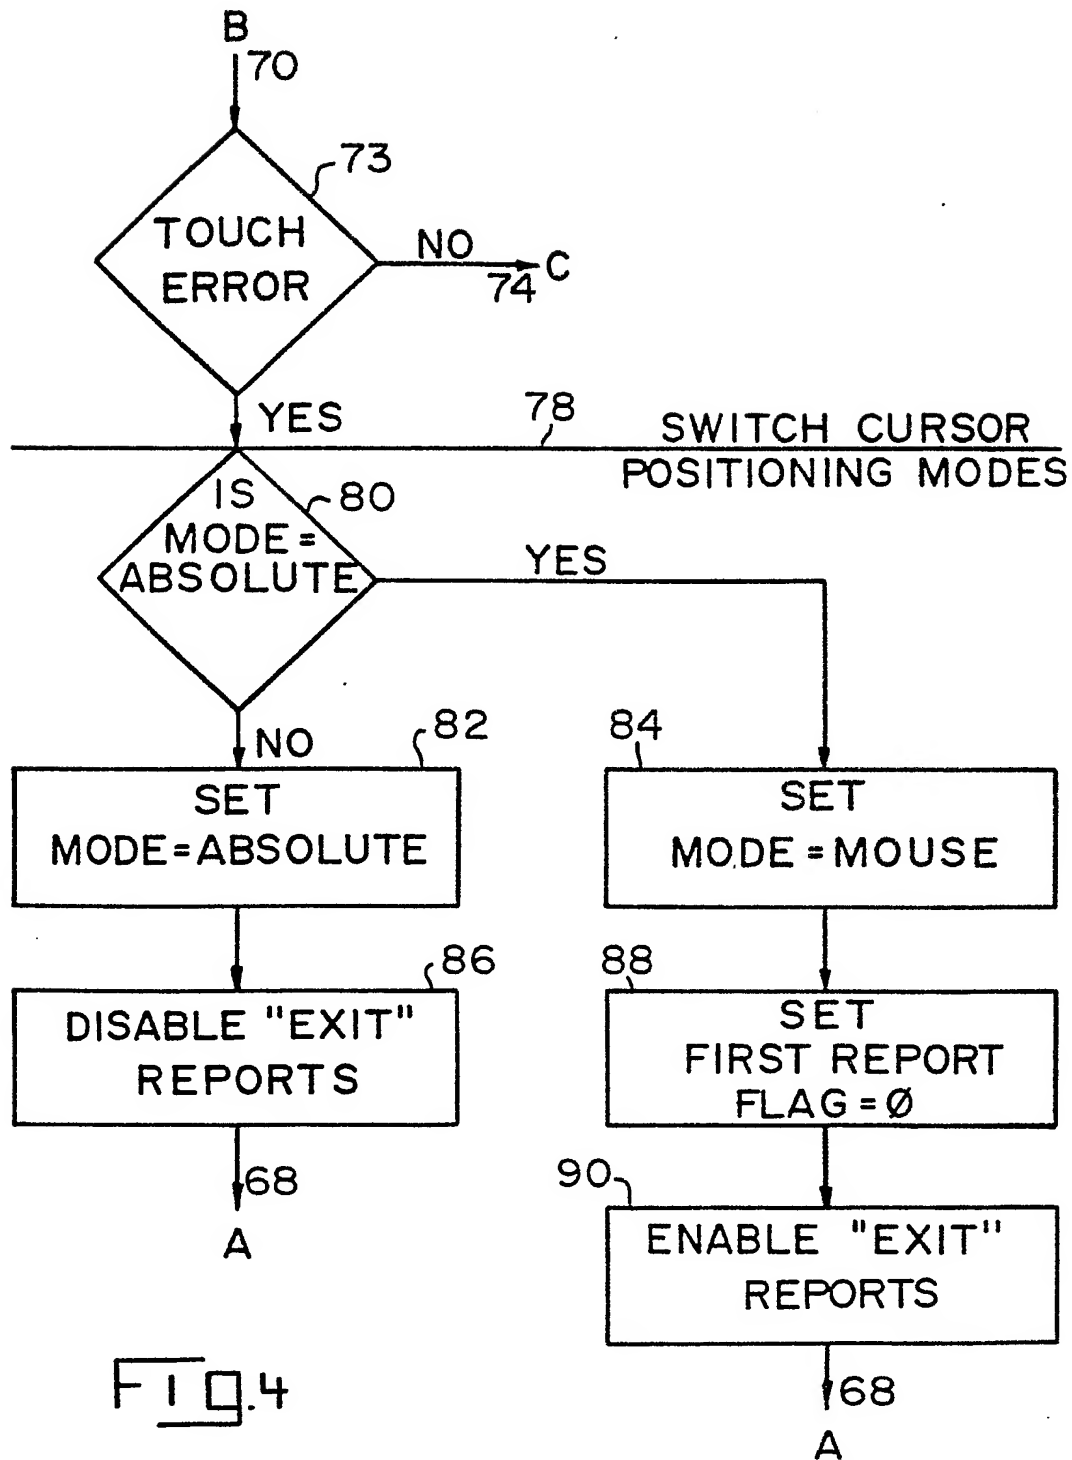 B
70
73
TOUCH
ERROR
NO
74
C
YES
78
SWITCH CURSOR
POSITIONING MODES
IS
MODE=
ABSOLUTE
80
YES
NO
82
SET
MODE=ABSOLUTE
84
SET
MODE=MOUSE
86
DISABLE "EXIT"
REPORTS
88
SET
FIRST REPORT
FLAG=Ø
68
A
90
ENABLE "EXIT"
REPORTS
68
A
Fig.4